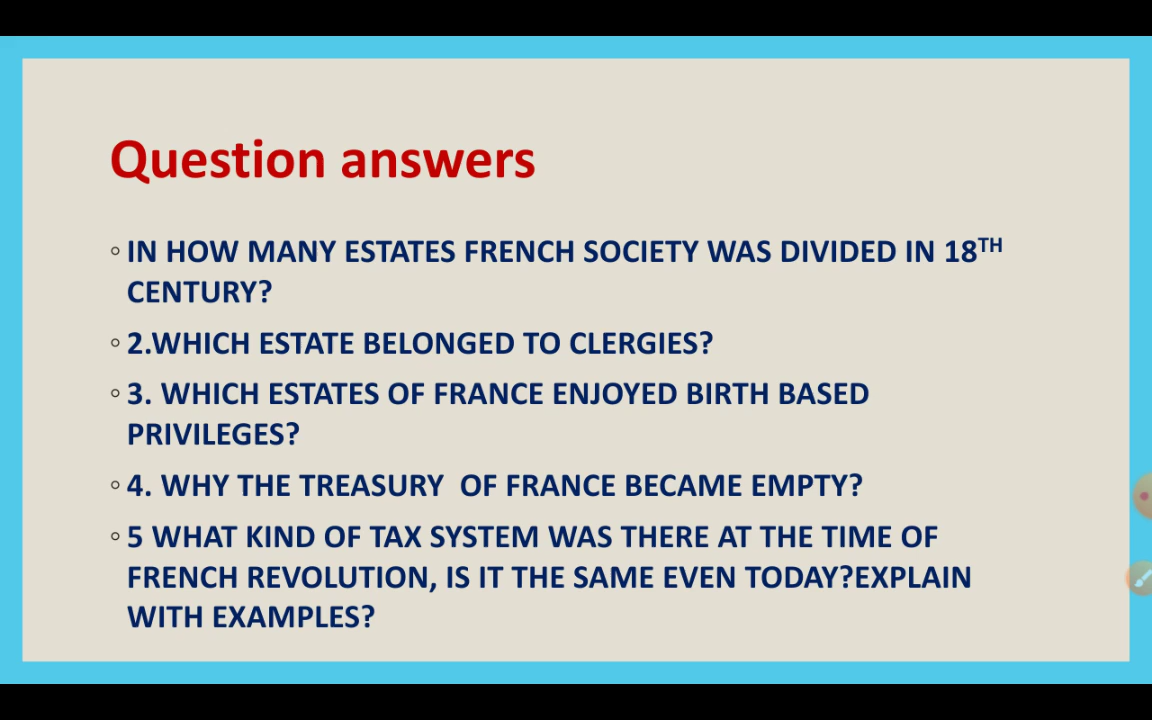 Question answers
◦ IN HOW MANY ESTATES FRENCH SOCIETY WAS DIVIDED IN 18TH
CENTURY?
◦ 2.WHICH ESTATE BELONGED TO CLERGIES?
◦ 3. WHICH ESTATES OF FRANCE ENJOYED BIRTH BASED
PRIVILEGES?
◦ 4. WHY THE TREASURY  OF FRANCE BECAME EMPTY?
◦ 5 WHAT KIND OF TAX SYSTEM WAS THERE AT THE TIME OF
FRENCH REVOLUTION, IS IT THE SAME EVEN TODAY?EXPLAIN
WITH EXAMPLES?